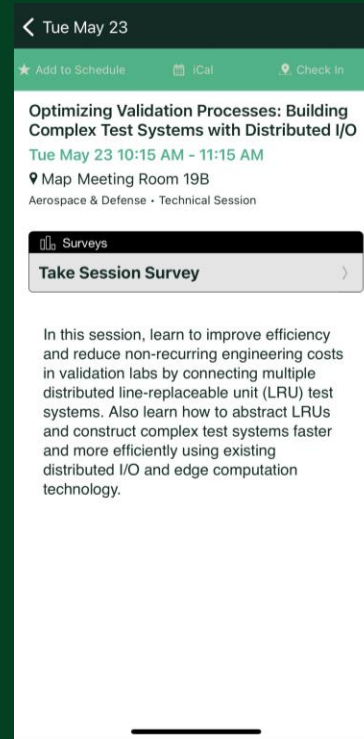 Tue May 23
Add to Schedule
iCal
Check In
Optimizing Validation Processes: Building
Complex Test Systems with Distributed I/O
Tue May 23 10:15 AM - 11:15 AM
Map Meeting Room 19B
Aerospace & Defense • Technical Session
Surveys
Take Session Survey
In this session, learn to improve efficiency
and reduce non-recurring engineering costs
in validation labs by connecting multiple
distributed line-replaceable unit (LRU) test
systems. Also learn how to abstract LRUs
and construct complex test systems faster
and more efficiently using existing
distributed I/O and edge computation
technology.